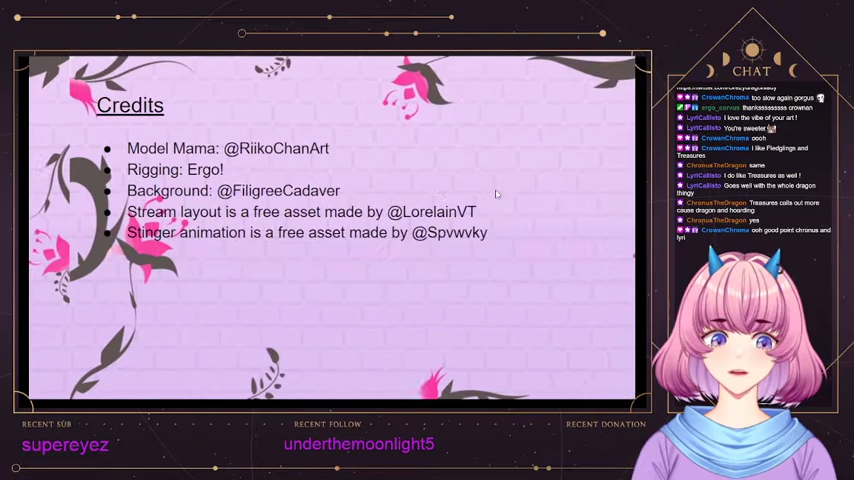 Credits
Model Mama: @RiikoChanArt
Rigging: Ergo!
Background: @FiligreeCadaver
Stream layout is a free asset made by @LorelainVT
Stinger animation is a free asset made by @Spvwvky
CHAT
CrowanChroma too slow again gorgus
ergo_corvus thanksssssssss crownan
LyriCallisto I love the vibe of your art !
LyriCallisto You're sweeter
CrowanChroma oooh
CrowanChroma I like Fledglings and
Treasures
ChronusTheDragon same
LyriCallisto I do like Treasures as well !
LyriCallisto Goes well with the whole dragon
thingy
ChronusTheDragon Treasures calls out more
cause dragon and hoarding
ChronusTheDragon yes
CrowanChroma ooh good point chronus and
lyri
RECENT SUB
RECENT FOLLOW
RECENT DONATION
supereyez
underthemoonlight5